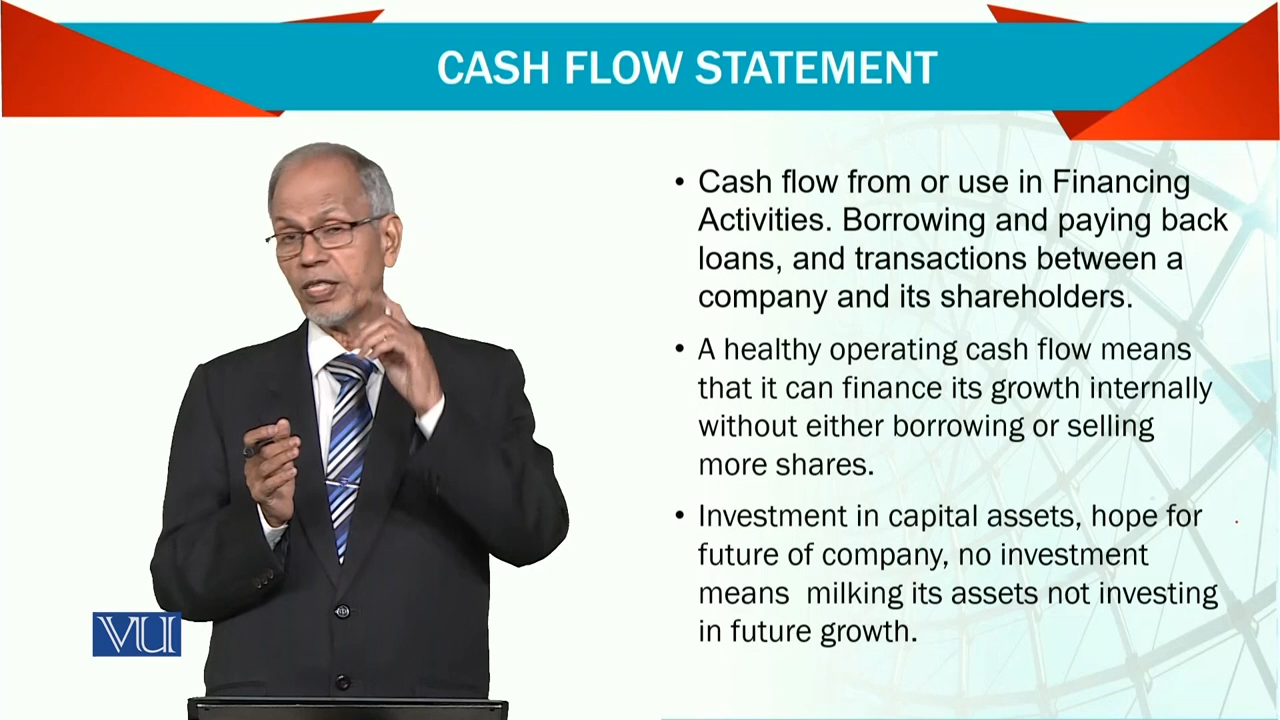 CASH FLOW STATEMENT
• Cash flow from or use in Financing
Activities. Borrowing and paying back
loans, and transactions between a
company and its shareholders.
• A healthy operating cash flow means
that it can finance its growth internally
without either borrowing or selling
more shares.
• Investment in capital assets, hope for
future of company, no investment
means  milking its assets not investing
in future growth.
VU